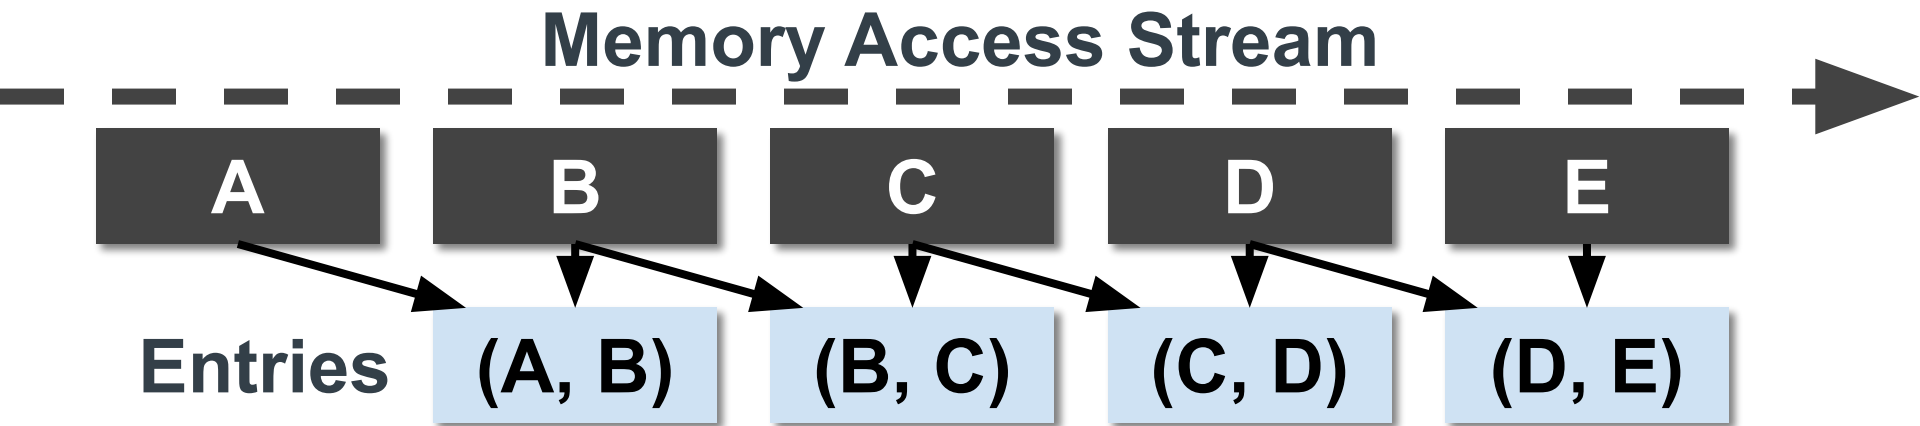 Memory Access Stream
A B C D E
Entries (A, B) (B, C) (C, D) (D, E)